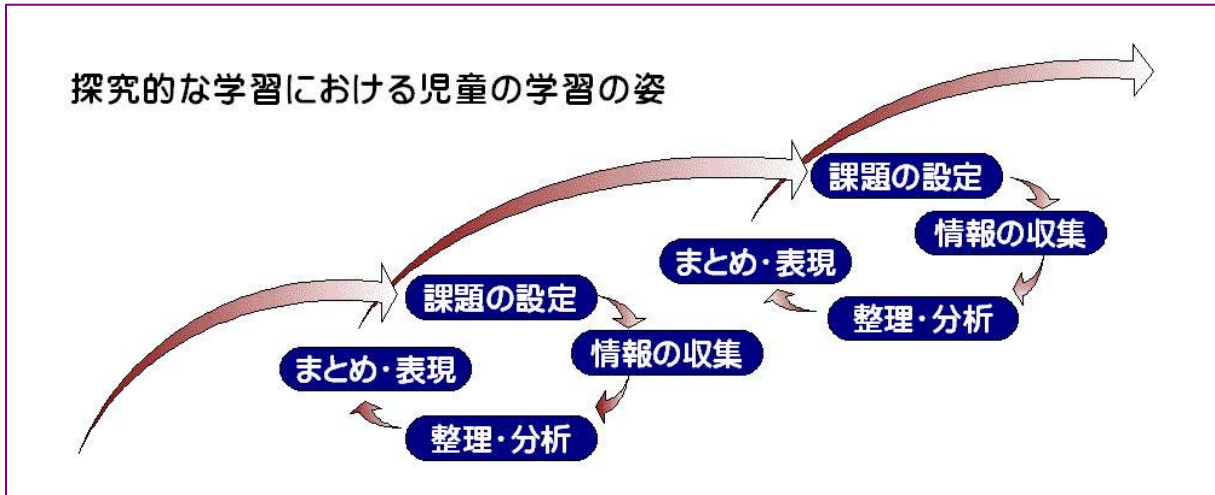 探究的な学習における児童の学習の姿
課題の設定
情報の収集
整理・分析
まとめ・表現
課題の設定
情報の収集
整理・分析
まとめ・表現